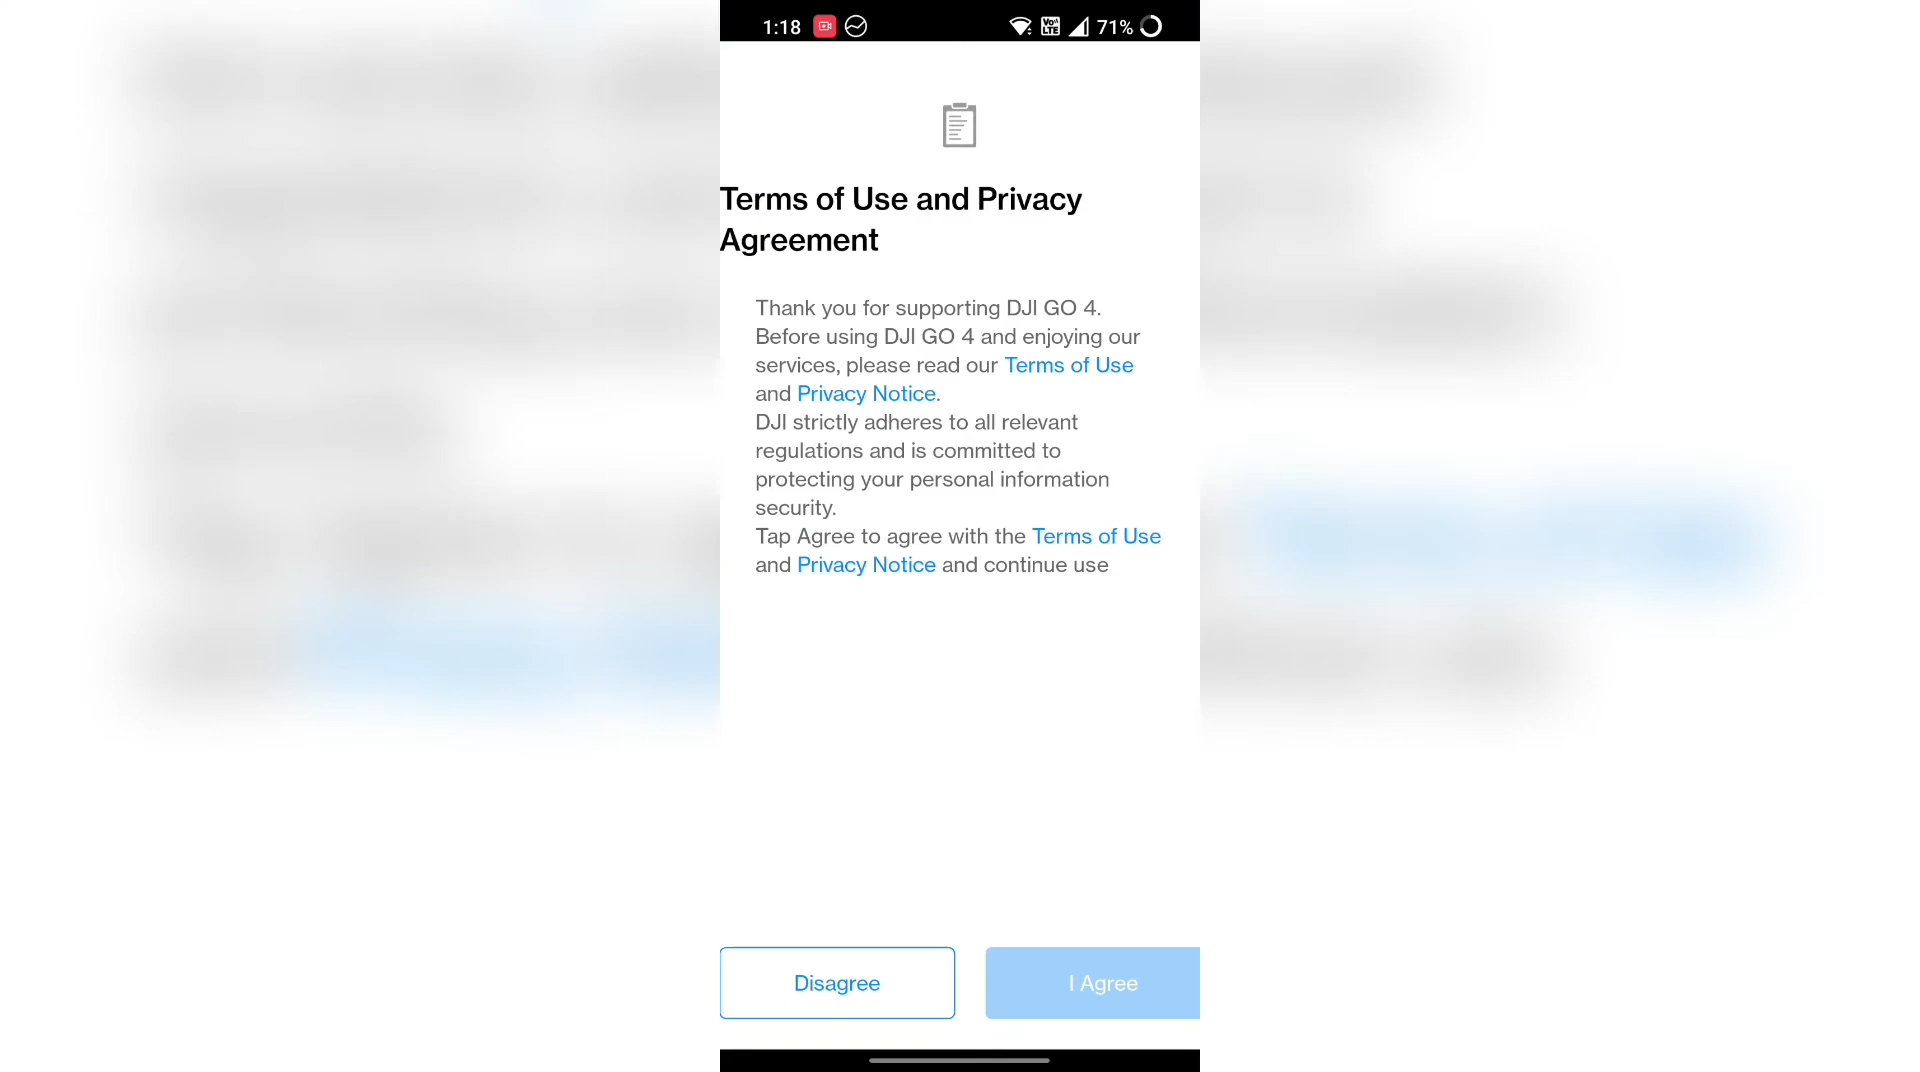 1:18 VoLTE 71%
Terms of Use and Privacy
Agreement
Thank you for supporting DJI GO 4.
Before using DJI GO 4 and enjoying our
services, please read our Terms of Use
and Privacy Notice.
DJI strictly adheres to all relevant
regulations and is committed to
protecting your personal information
security.
Tap Agree to agree with the Terms of Use
and Privacy Notice and continue use
Disagree
I Agree